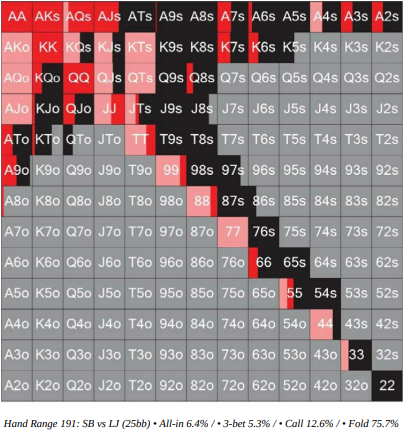 AA AKs AQs AJs ATs A9s A8s A7s A6s A5s A4s A3s A2s
AKo KK KQs KJs KTs K9s K8s K7s K6s K5s K4s K3s K2s
AQo KQo QQ QJs QTs Q9s Q8s Q7s Q6s Q5s Q4s Q3s Q2s
AJo KJo QJo JJ JTs J9s J8s J7s J6s J5s J4s J3s J2s
ATo KTo QTo JTo TT T9s T8s T7s T6s T5s T4s T3s T2s
A9o K9o Q9o J9o T9o 99 98s 97s 96s 95s 94s 93s 92s
A8o K8o Q8o J8o T8o 98o 88 87s 86s 85s 84s 83s 82s
A7o K7o Q7o J7o T7o 97o 87o 77 76s 75s 74s 73s 72s
A6o K6o Q6o J6o T6o 96o 86o 76o 66 65s 64s 63s 62s
A5o K5o Q5o J5o T5o 95o 85o 75o 65o 55 54s 53s 52s
A4o K4o Q4o J4o T4o 94o 84o 74o 64o 54o 44 43s 42s
A3o K3o Q3o J3o T3o 93o 83o 73o 63o 53o 43o 33 32s
A2o K2o Q2o J2o T2o 92o 82o 72o 62o 52o 42o 32o 22
Hand Range 191: SB vs LJ (25bb) • All-in 6.4% / • 3-bet 5.3% / • Call 12.6% / • Fold 75.7%